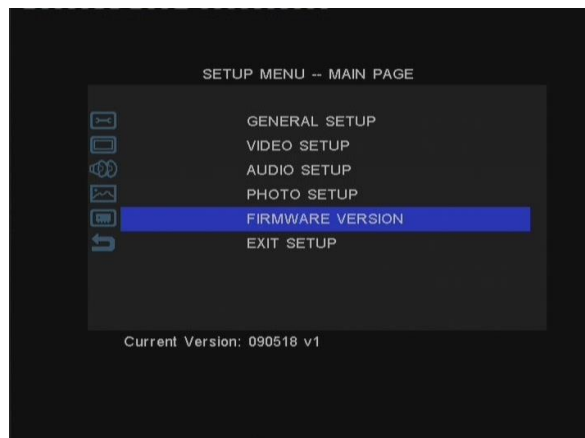 SETUP MENU -- MAIN PAGE
GENERAL SETUP
VIDEO SETUP
AUDIO SETUP
PHOTO SETUP
FIRMWARE VERSION
EXIT SETUP
Current Version: 090518 v1